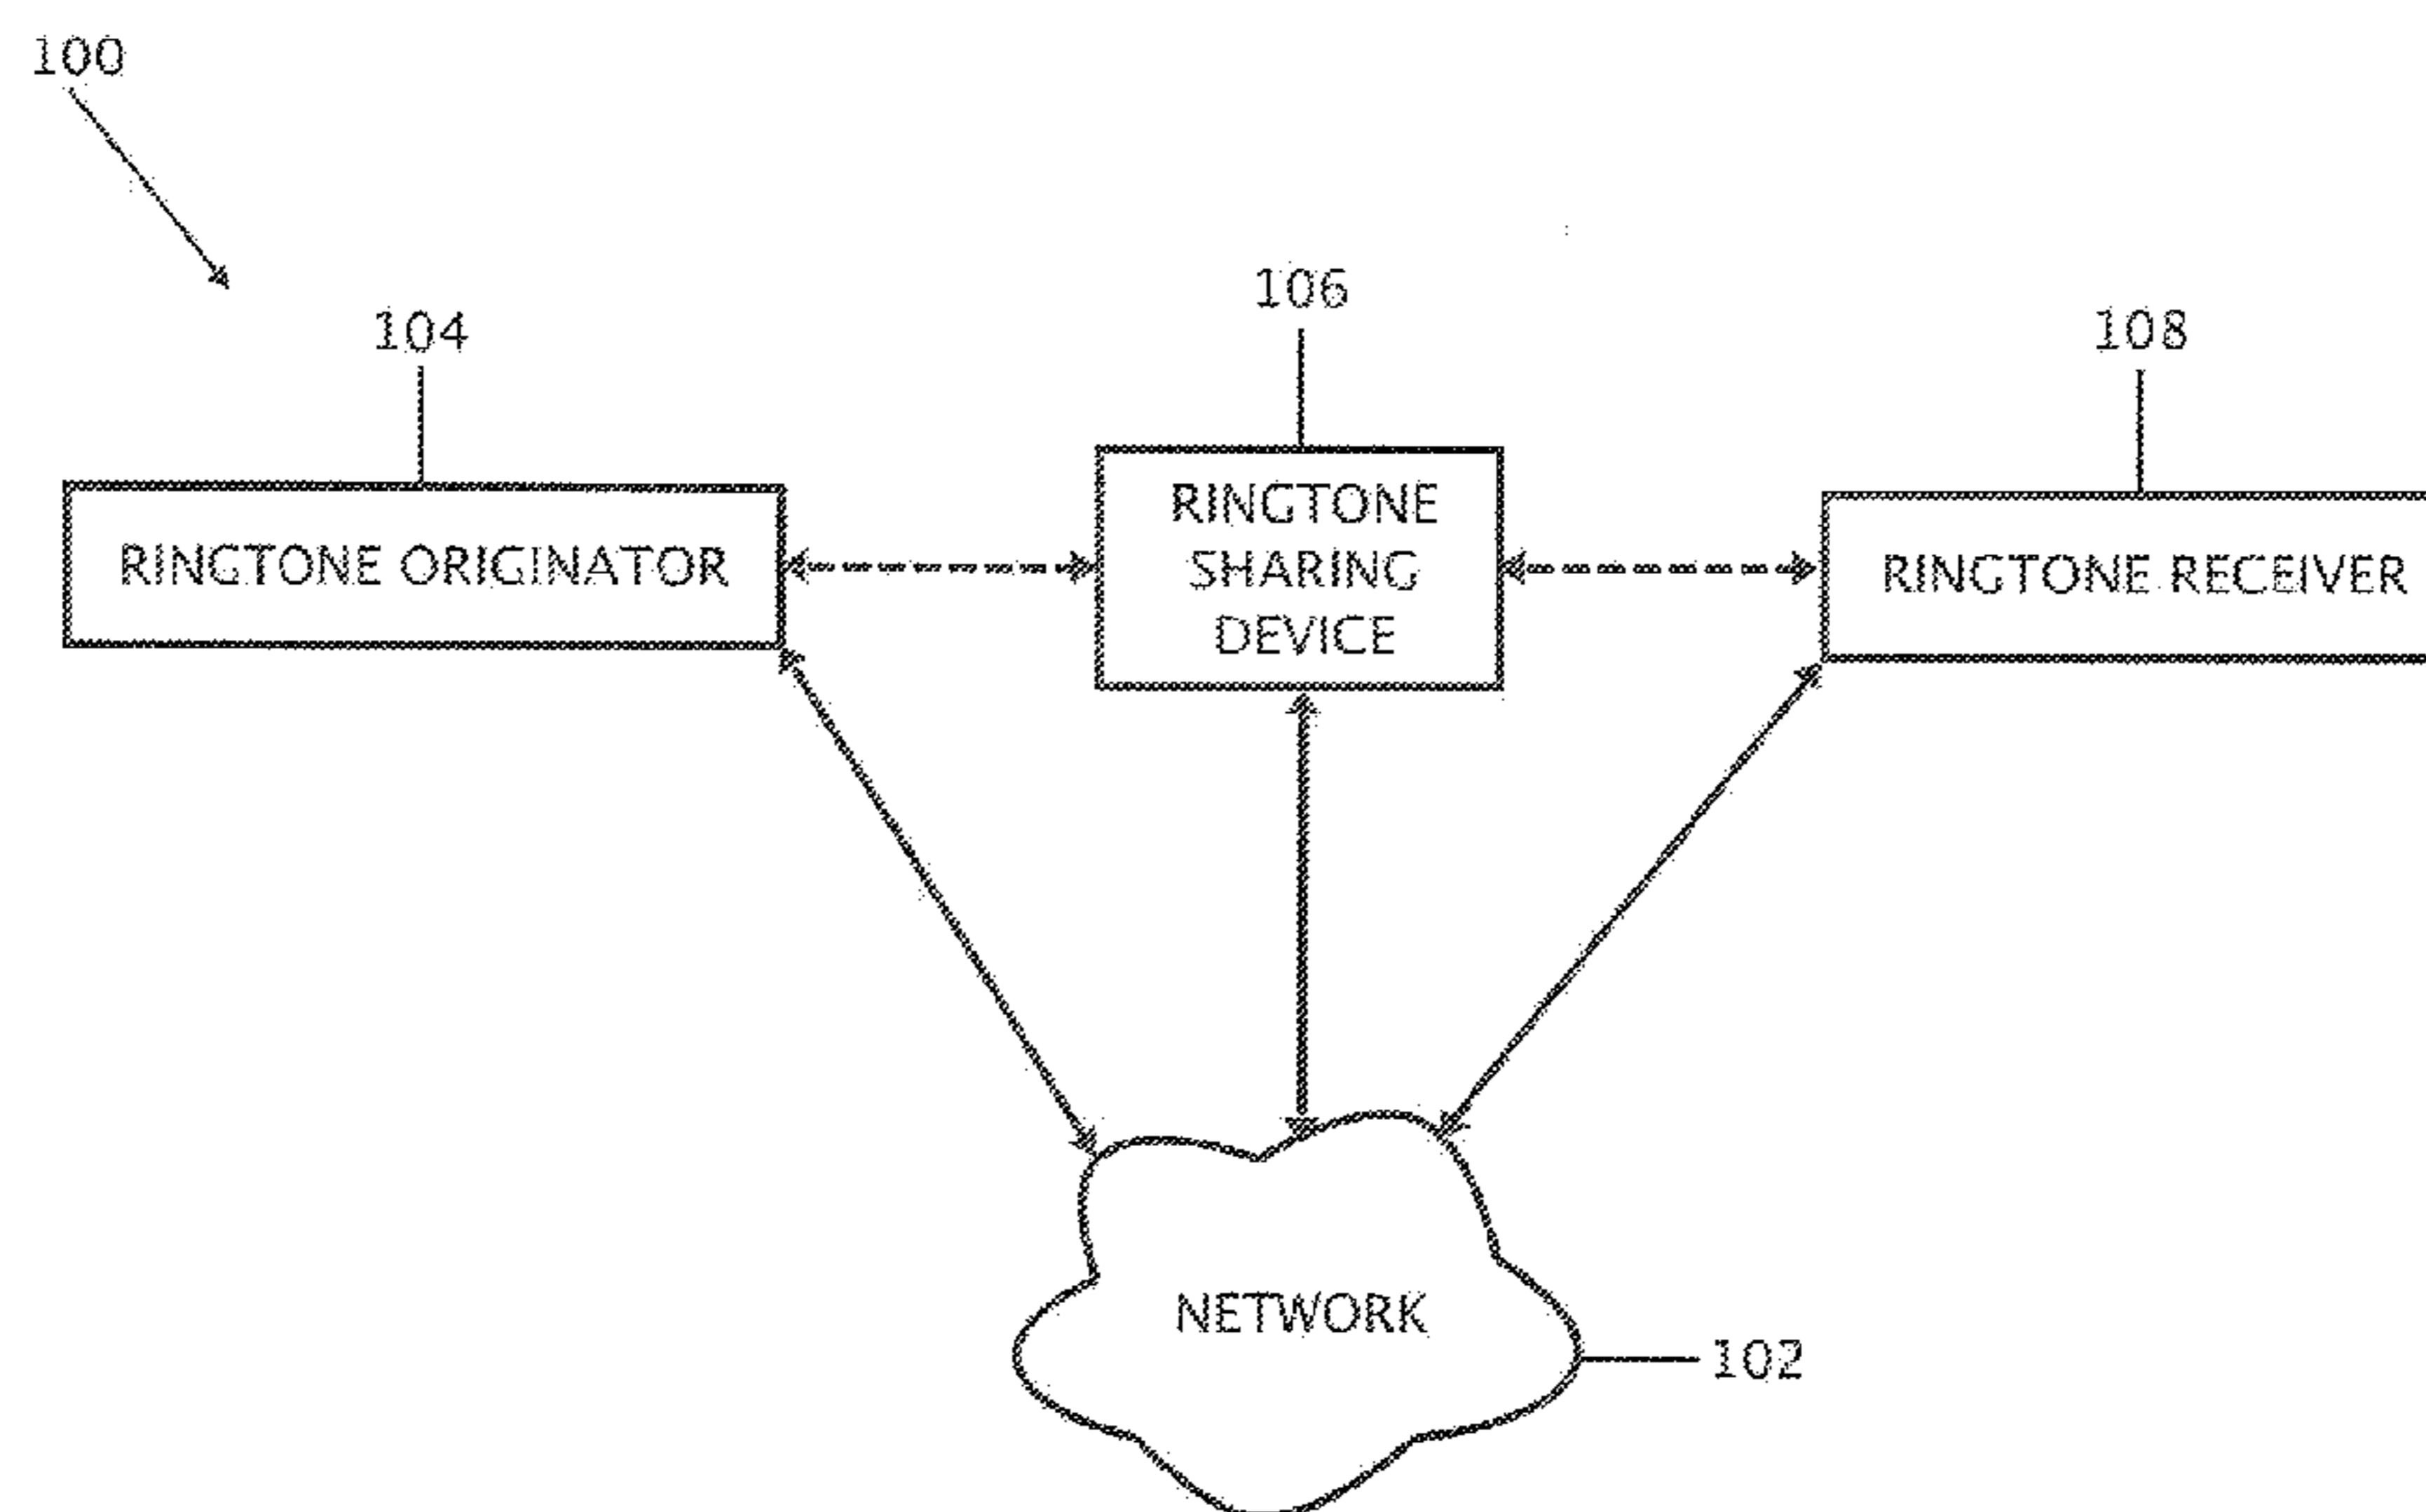 100
106
104
108
RINGTONE
SHARING
DEVICE
RINGTONE ORIGINATOR
RINGTONE RECEIVER
NETWORK
102